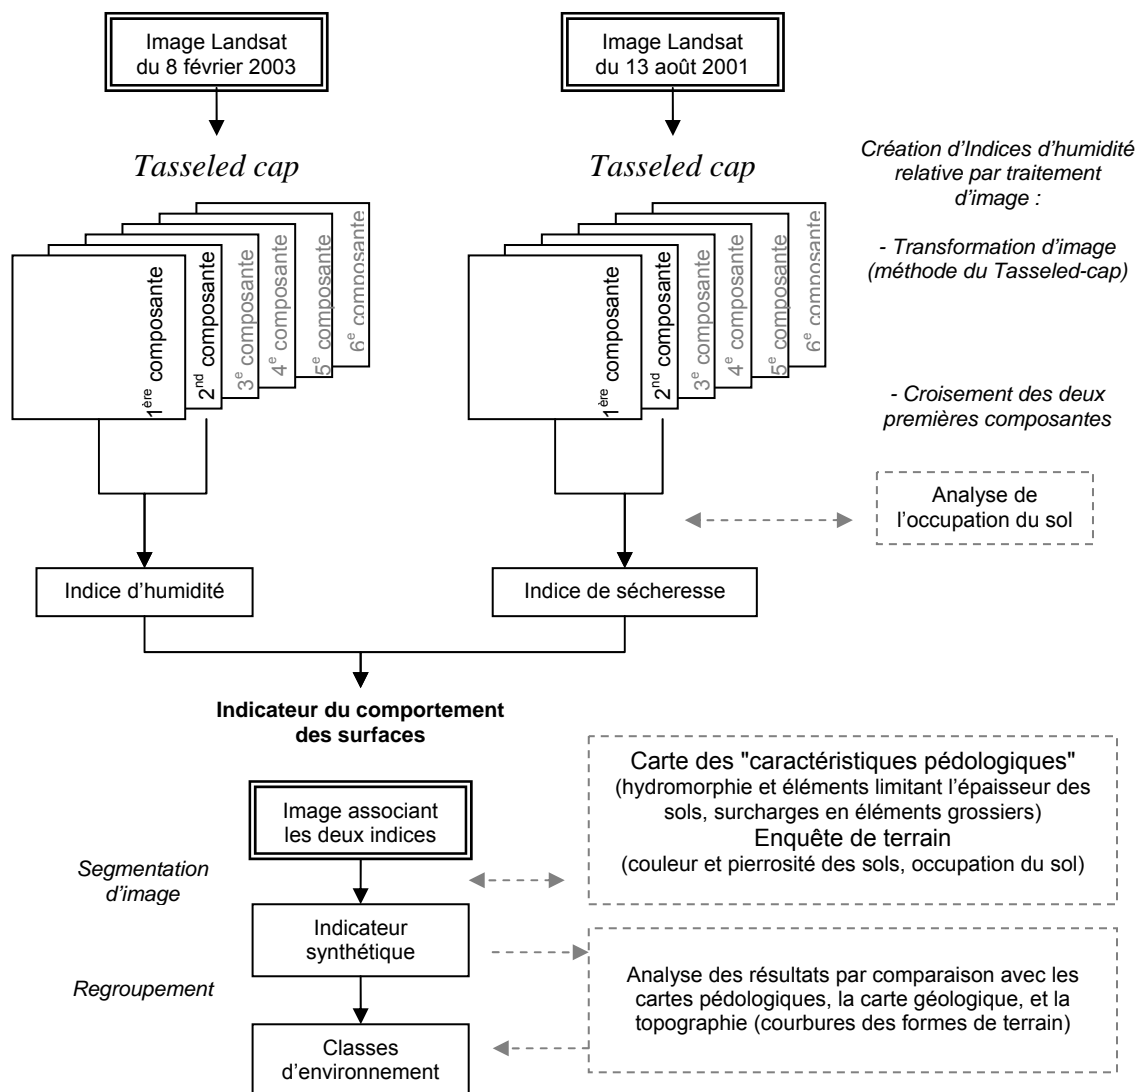 Image Landsat
du 8 février 2003
Image Landsat
du 13 août 2001
Tasseled cap
Tasseled cap
Création d'Indices d'humidité
relative par traitement
d'image :
- Transformation d'image
(méthode du Tasseled-cap)
1ère composante
2nd composante
3e composante
4e composante
5e composante
6e composante
1ère composante
2nd composante
3e composante
4e composante
5e composante
6e composante
- Croisement des deux
premières composantes
Analyse de
l'occupation du sol
Indice d'humidité
Indice de sécheresse
Indicateur du comportement
des surfaces
Carte des "caractéristiques pédologiques"
(hydromorphie et éléments limitant l'épaisseur des
sols, surcharges en éléments grossiers)
Enquête de terrain
(couleur et pierrosité des sols, occupation du sol)
Image associant
les deux indices
Segmentation
d'image
Indicateur
synthétique
Regroupement
Analyse des résultats par comparaison avec les
cartes pédologiques, la carte géologique, et la
topographie (courbures des formes de terrain)
Classes
d'environnement